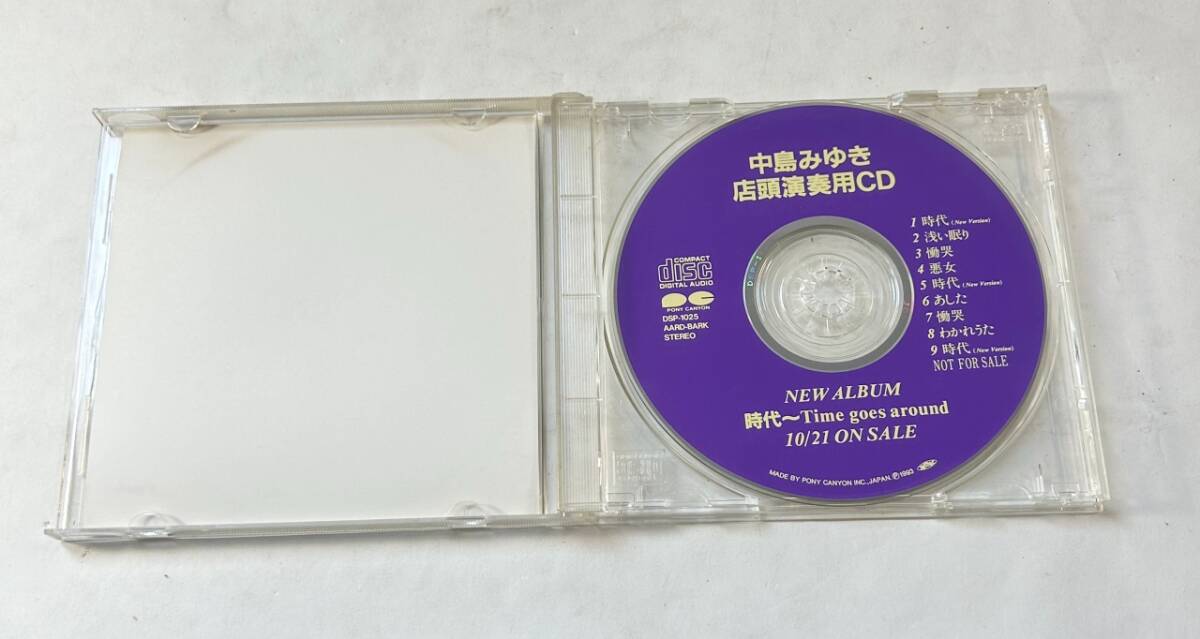 中島みゆき
店頭演奏用CD
1 時代 (New Version)
2 浅い眠り
3 慟哭
4 悪女
5 時代 (New Version)
6 あした
7 慟哭
8 わかれうた
9 時代 (New Version)
NOT FOR SALE
COMPACT
disc
DIGITAL AUDIO
PONY CANYON
DSP-1025
AARD-BARK
STEREO
NEW ALBUM
時代〜Time goes around
10/21 ON SALE
MADE BY PONY CANYON INC.,JAPAN.Ⓟ1993